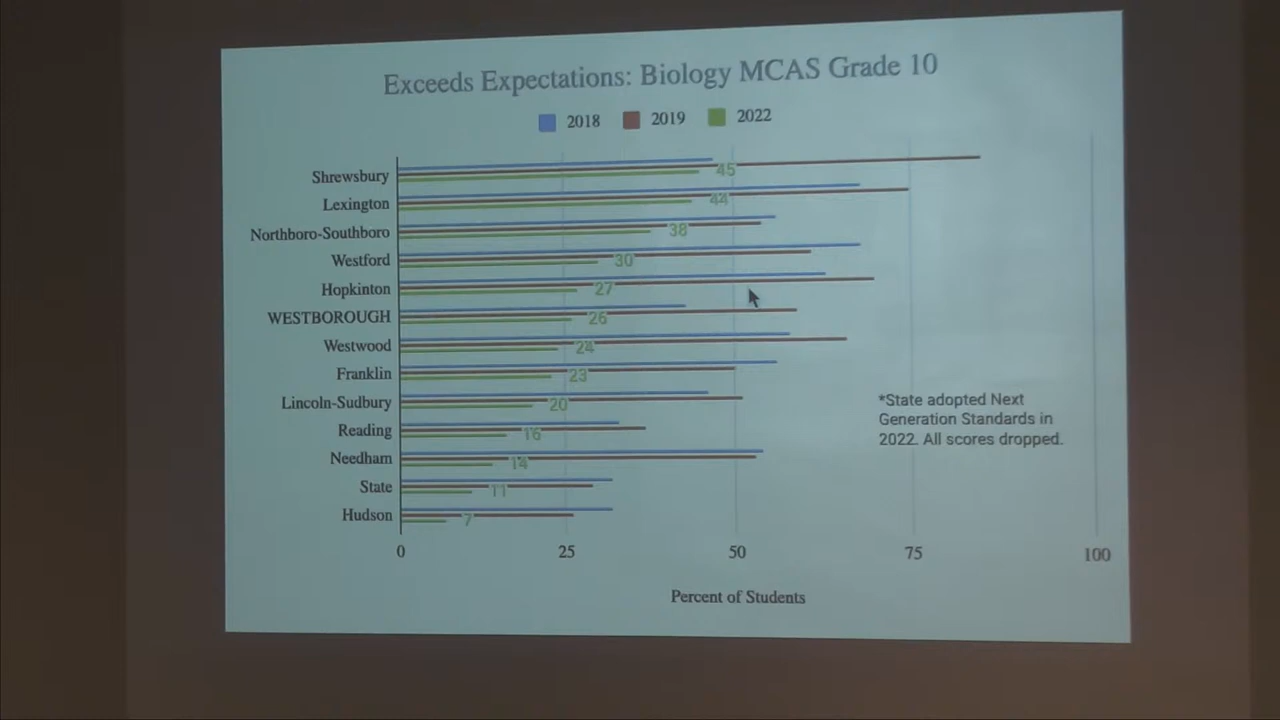 Exceeds Expectations: Biology MCAS Grade 10
2018 2019 2022
Shrewsbury 45
Lexington 44
Northboro-Southboro 38
Westford 30
Hopkinton 27
WESTBOROUGH 26
Westwood 24
Franklin 23
Lincoln-Sudbury 20
Reading 16
Needham 14
State 11
Hudson 7
*State adopted Next
Generation Standards in
2022. All scores dropped.
0 25 50 75 100
Percent of Students